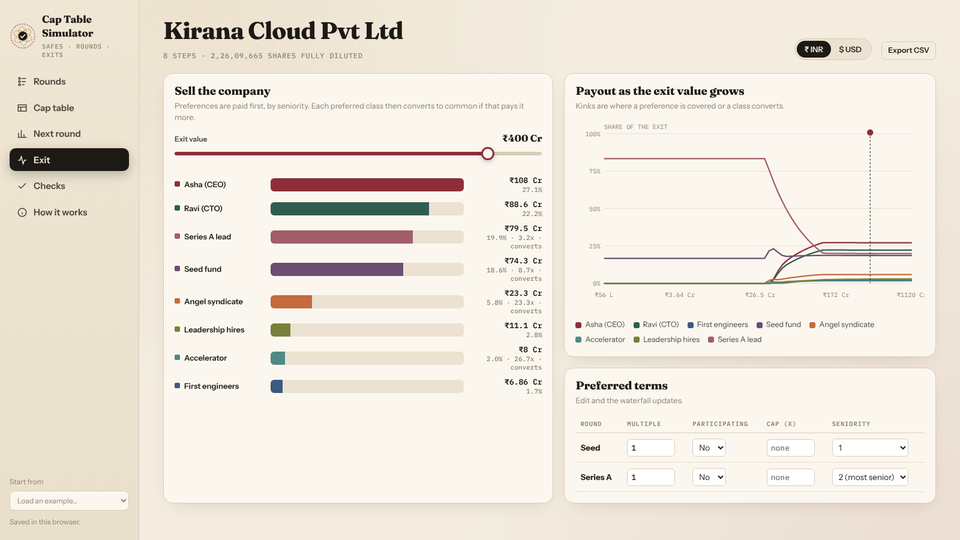 Cap Table
Simulator
SAFES · ROUNDS ·
EXITS
Rounds
Cap table
Next round
Exit
Checks
How it works
Start from
Load an example...
Saved in this browser.
Kirana Cloud Pvt Ltd
8 STEPS · 2,26,09,665 SHARES FULLY DILUTED
₹ INR
$ USD
Export CSV
Sell the company
Preferences are paid first, by seniority. Each preferred class then converts to common if that pays it
more.
Exit value
₹400 Cr
Asha (CEO)
₹108 Cr
27.1%
Ravi (CTO)
₹88.6 Cr
22.2%
Series A lead
₹79.5 Cr
19.9% · 3.2x ·
converts
Seed fund
₹74.3 Cr
18.6% · 8.7x ·
converts
Angel syndicate
₹23.3 Cr
5.8% · 23.3x ·
converts
Leadership hires
₹11.1 Cr
2.8%
Accelerator
₹8 Cr
2.0% · 26.7x ·
converts
First engineers
₹6.86 Cr
1.7%
Payout as the exit value grows
Kinks are where a preference is covered or a class converts.
SHARE OF THE EXIT
100%
75%
50%
25%
0%
₹56 L
₹3.64 Cr
₹26.5 Cr
₹172 Cr
₹1120 C
Asha (CEO)
Ravi (CTO)
First engineers
Seed fund
Angel syndicate
Accelerator
Leadership hires
Series A lead
Preferred terms
Edit and the waterfall updates.
ROUND MULTIPLE PARTICIPATING CAP (X) SENIORITY
Seed 1 No none 1
Series A 1 No none 2 (most senior)